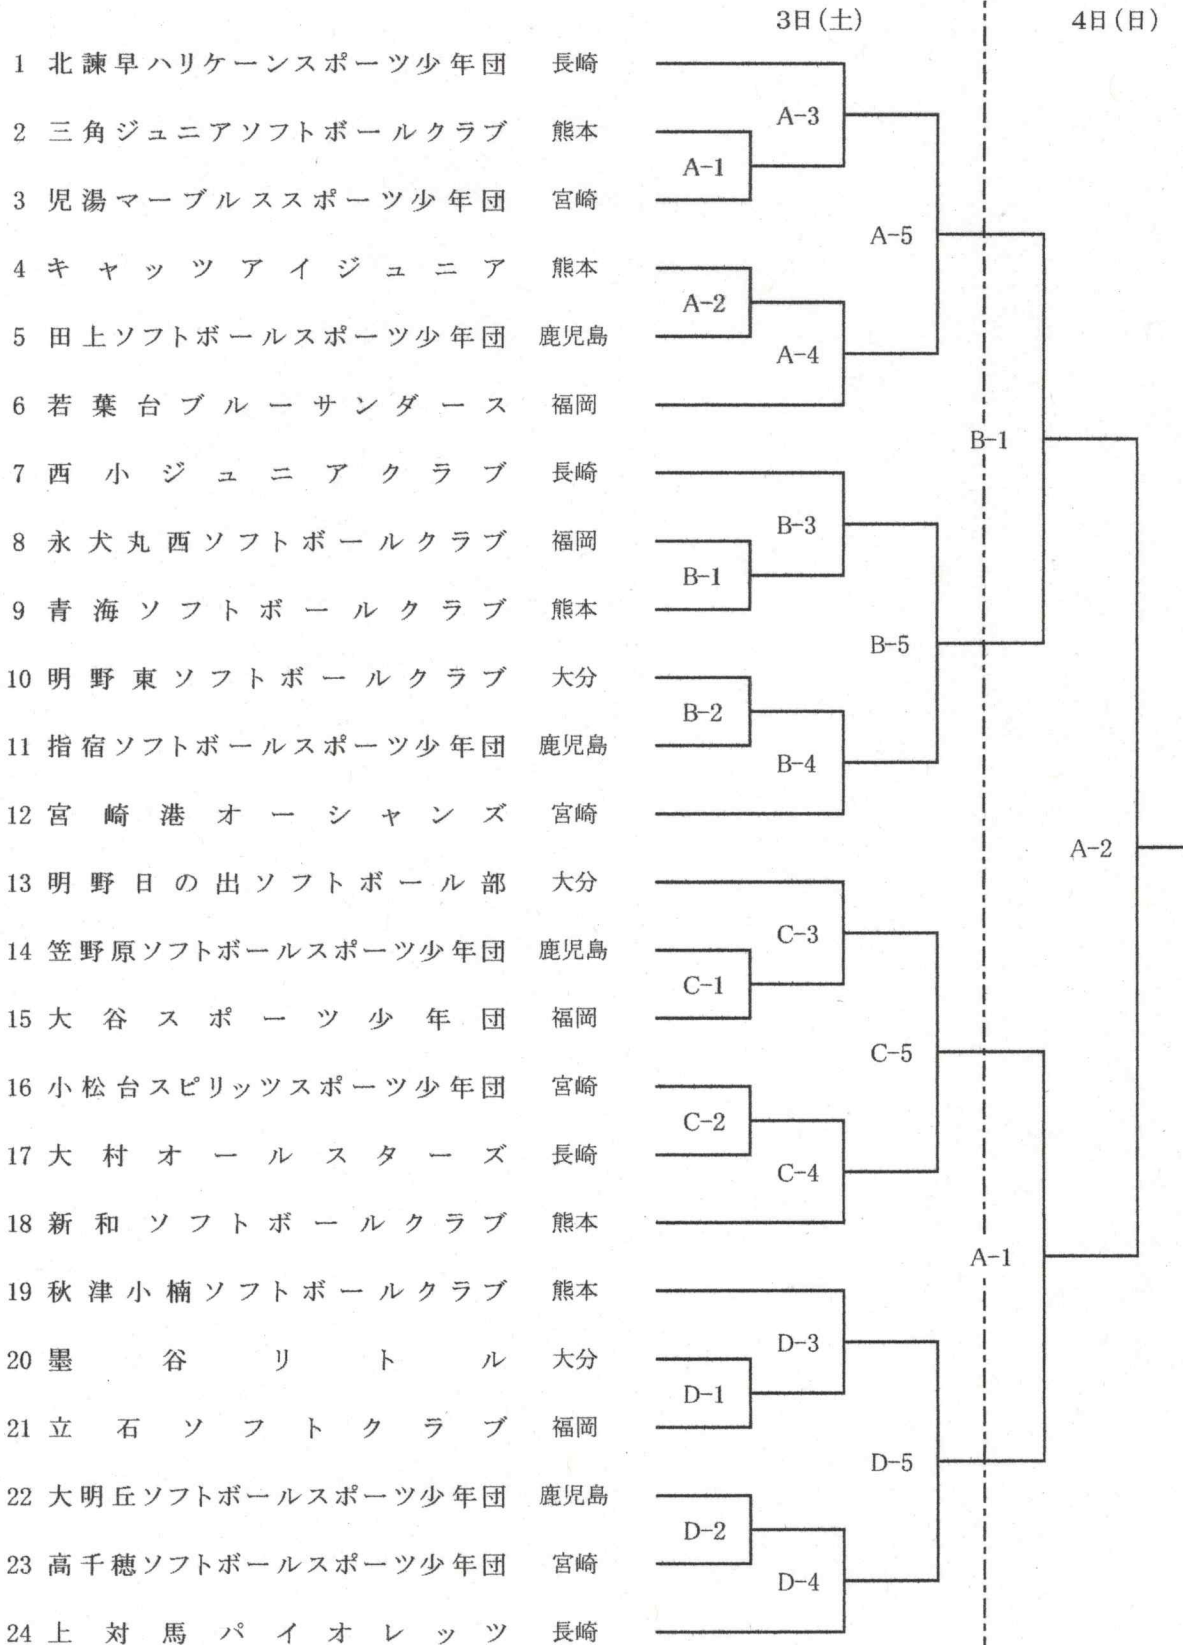 3日(土) 4日(日)
1 北諫早ハリケーンスポーツ少年団 長崎
A-3
2 三角ジュニアソフトボールクラブ 熊本
A-1
3 児湯マーブルススポーツ少年団 宮崎
A-5
4 キャッツアイジュニア 熊本
A-2
5 田上ソフトボールスポーツ少年団 鹿児島
A-4
6 若葉台ブルーサンダース 福岡
B-1
7 西小ジュニアクラブ 長崎
B-3
8 永犬丸西ソフトボールクラブ 福岡
B-1
9 青海ソフトボールクラブ 熊本
B-5
10 明野東ソフトボールクラブ 大分
B-2
11 指宿ソフトボールスポーツ少年団 鹿児島
B-4
12 宮崎港オーシャンズ 宮崎
A-2
13 明野日の出ソフトボール部 大分
C-3
14 笠野原ソフトボールスポーツ少年団 鹿児島
C-1
15 大谷スポーツ少年団 福岡
C-5
16 小松台スピリッツスポーツ少年団 宮崎
C-2
17 大村オールスターズ 長崎
C-4
18 新和ソフトボールクラブ 熊本
A-1
19 秋津小楠ソフトボールクラブ 熊本
D-3
20 墨谷リトル 大分
D-1
21 立石ソフトクラブ 福岡
D-5
22 大明丘ソフトボールスポーツ少年団 鹿児島
D-2
23 高千穂ソフトボールスポーツ少年団 宮崎
D-4
24 上対馬パイオレッツ 長崎